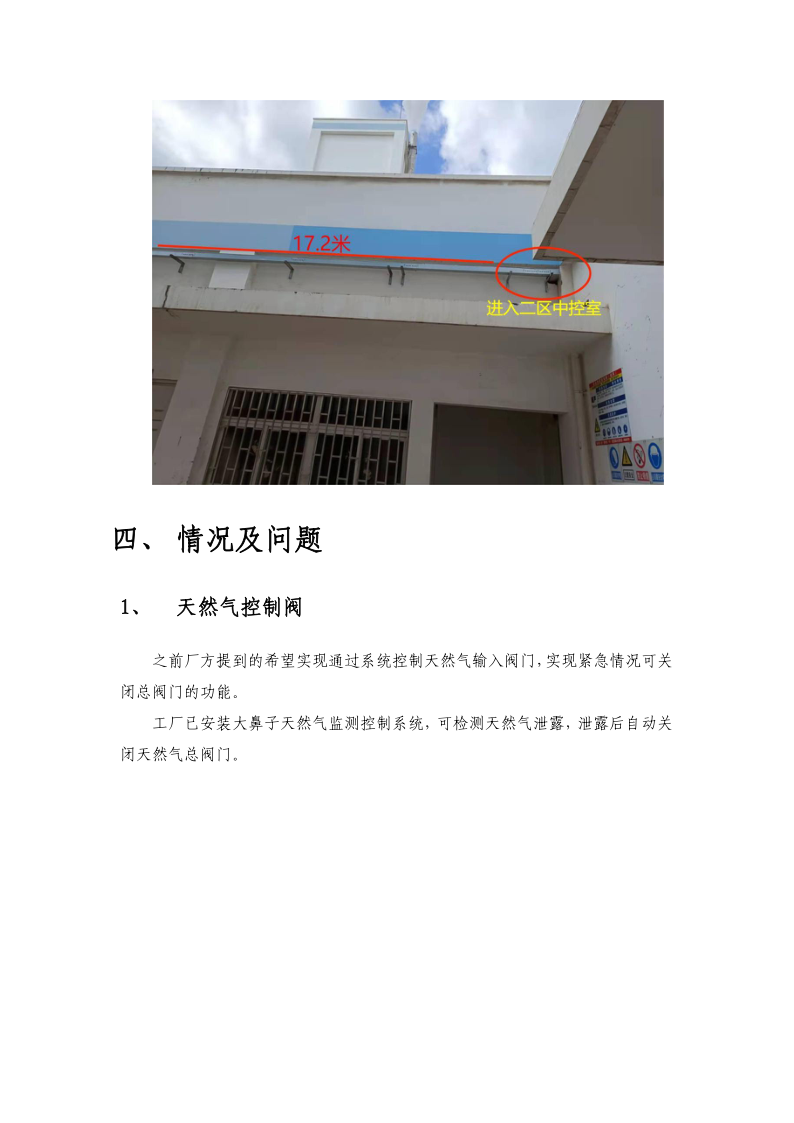 17.2米
进入二区中控室
四、 情况及问题
1、 天然气控制阀
之前厂方提到的希望实现通过系统控制天然气输入阀门，实现紧急情况可关
闭总阀门的功能。
工厂已安装大鼻子天然气监测控制系统，可检测天然气泄露，泄露后自动关
闭天然气总阀门。